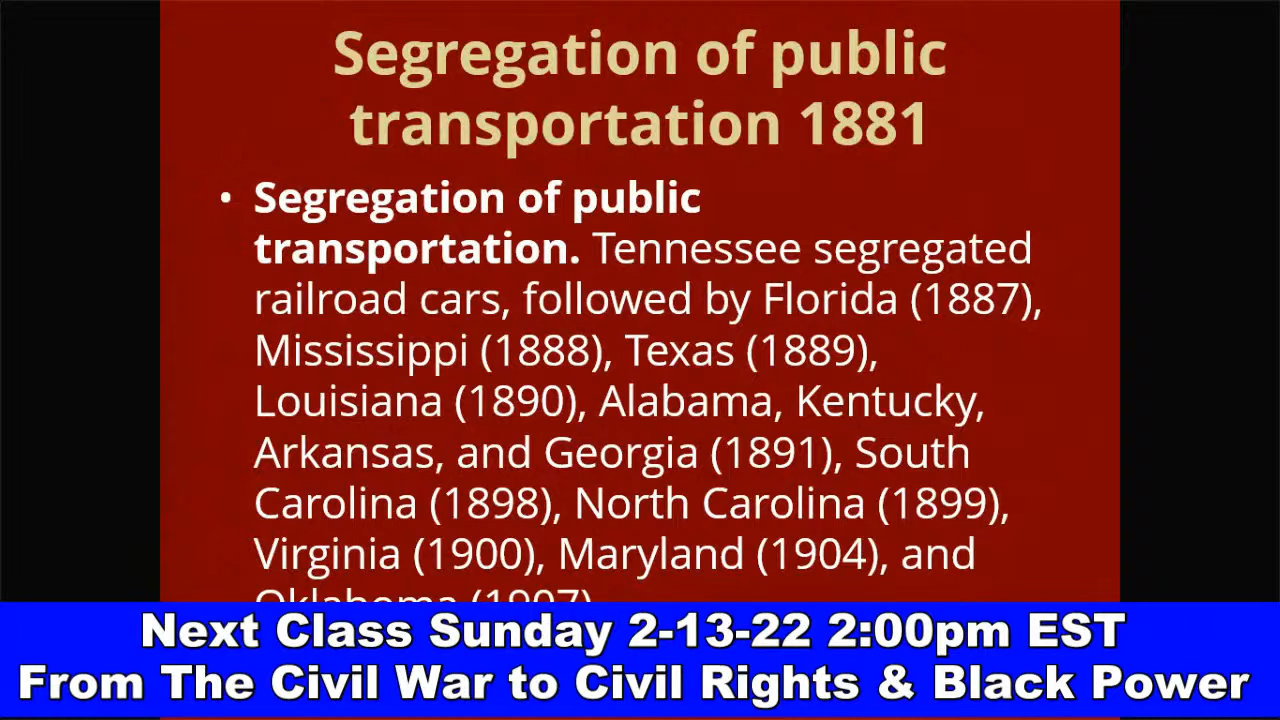 Segregation of public
transportation 1881
• Segregation of public
transportation. Tennessee segregated
railroad cars, followed by Florida (1887),
Mississippi (1888), Texas (1889),
Louisiana (1890), Alabama, Kentucky,
Arkansas, and Georgia (1891), South
Carolina (1898), North Carolina (1899),
Virginia (1900), Maryland (1904), and
Oklahoma (1907).
Next Class Sunday 2-13-22 2:00pm EST
From The Civil War to Civil Rights & Black Power